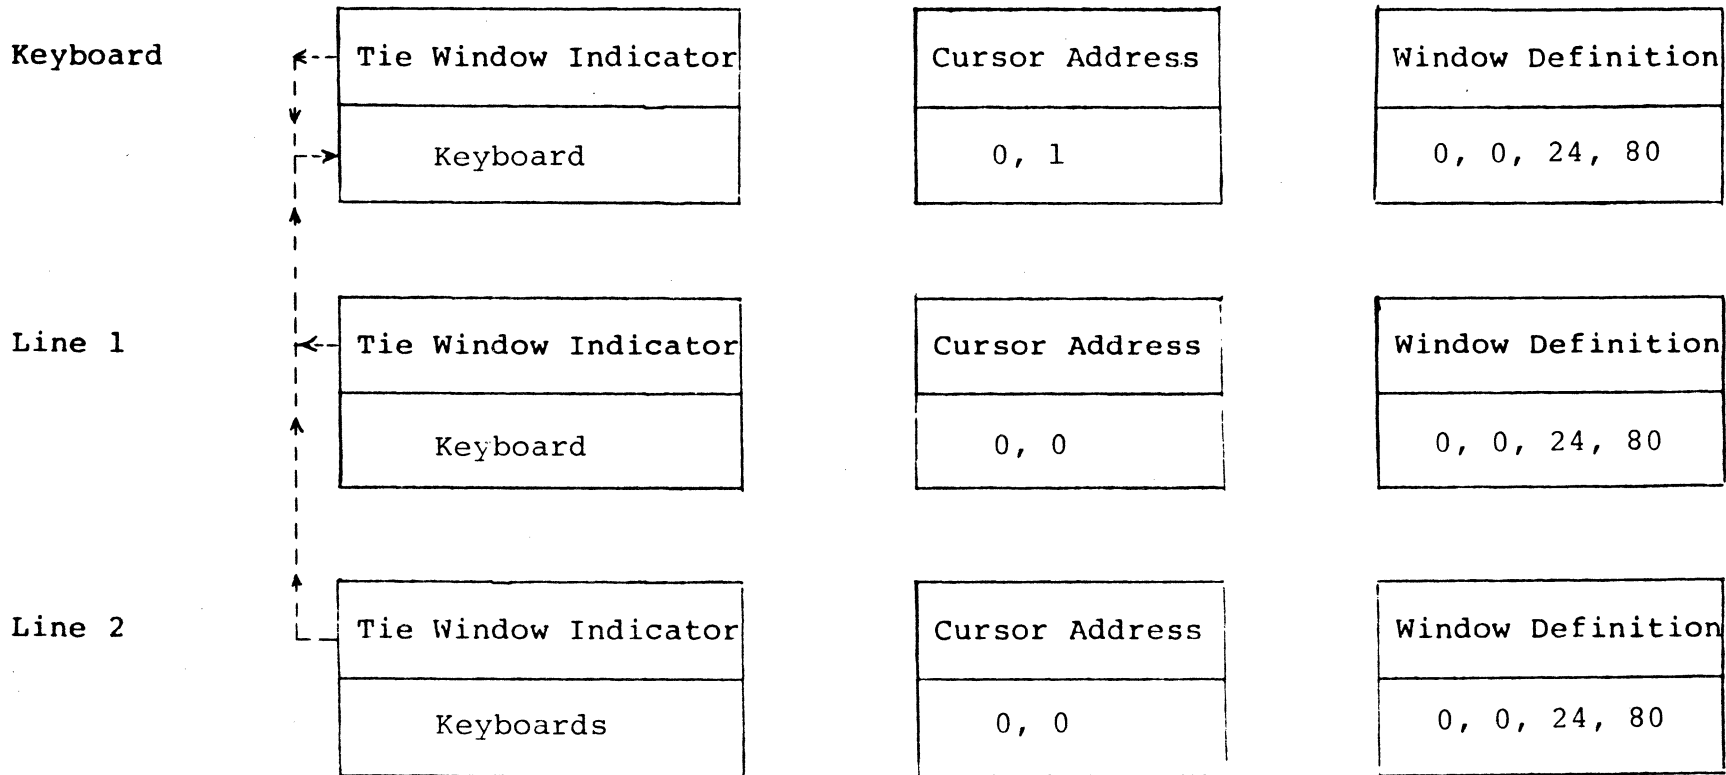 Keyboard
Tie Window Indicator
Cursor Address
Window Definition
Keyboard
0, 1
0, 0, 24, 80
Line 1
Tie Window Indicator
Cursor Address
Window Definition
Keyboard
0, 0
0, 0, 24, 80
Line 2
Tie Window Indicator
Cursor Address
Window Definition
Keyboards
0, 0
0, 0, 24, 80